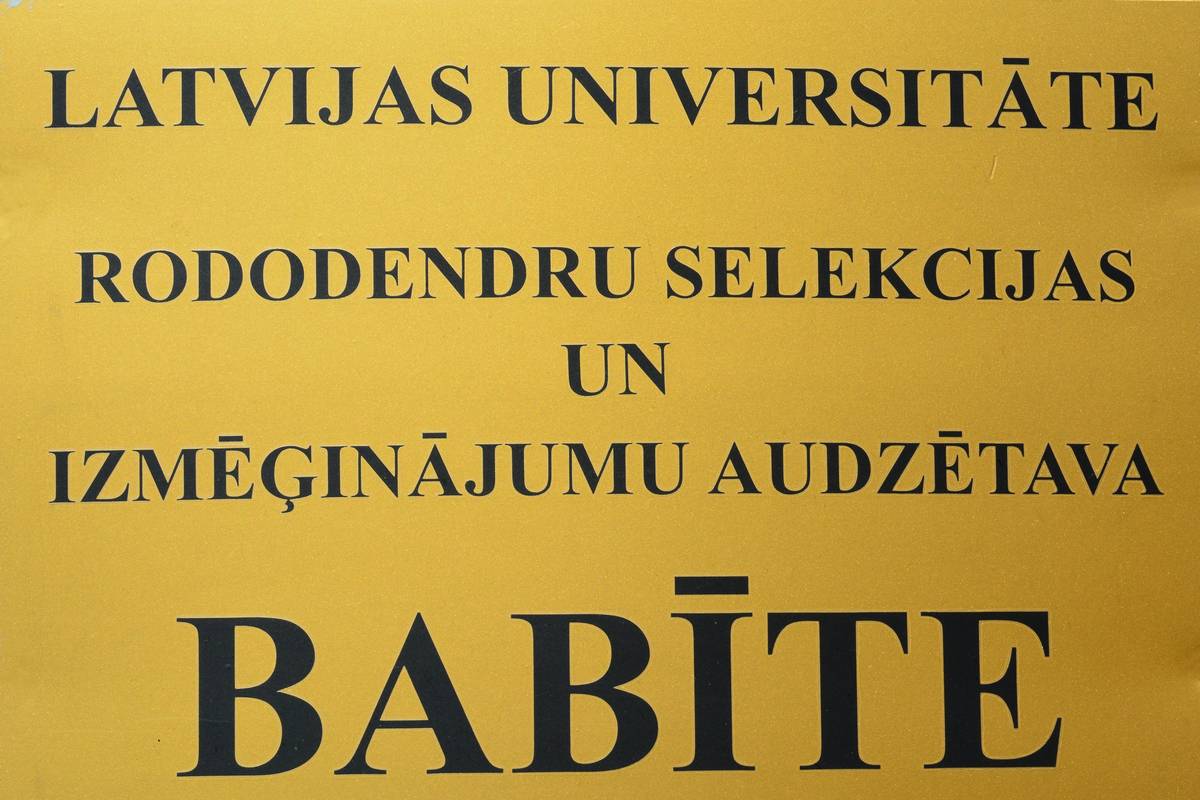 LATVIJAS UNIVERSITĀTE
RODODENDRU SELEKCIJAS
UN
IZMĒĢINĀJUMU AUDZĒTAVA
BABĪTE